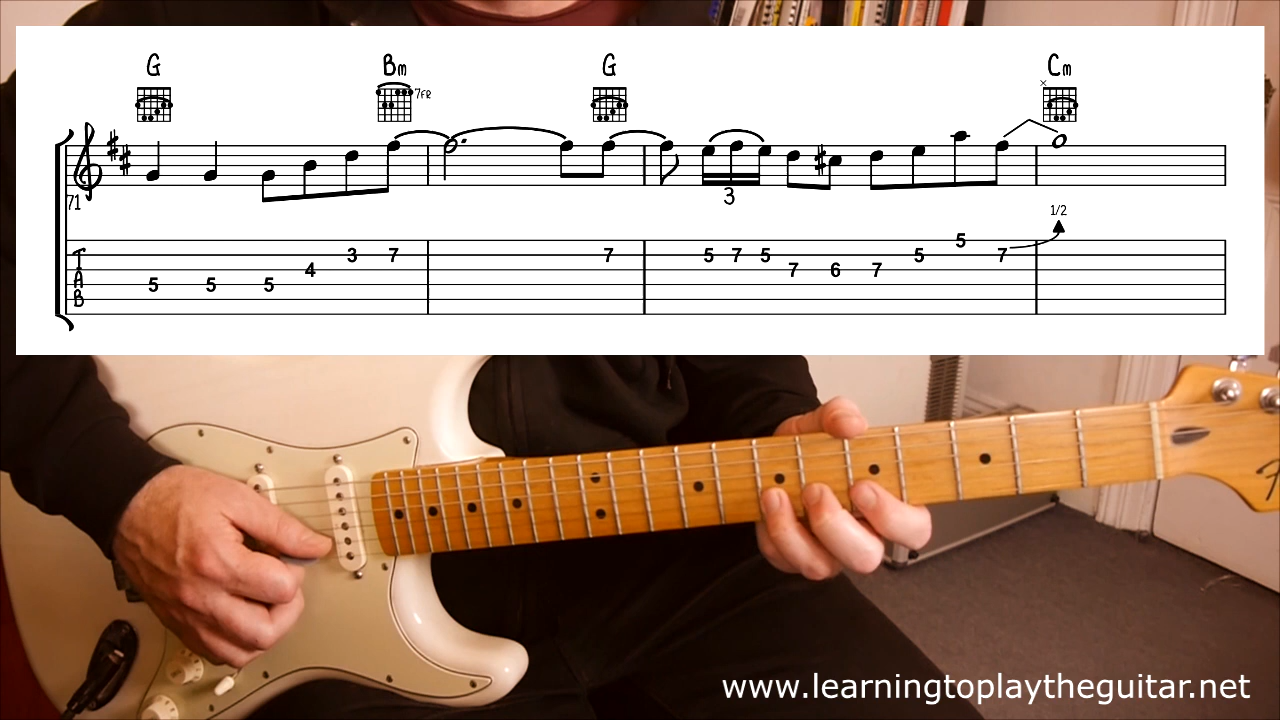 G Bm G Cm
7FR
71
3
1/2
5
3 7 7 5 7 5 5 7
4 7 6 7
5 5 5
T
A
B
www.learningtoplaytheguitar.net